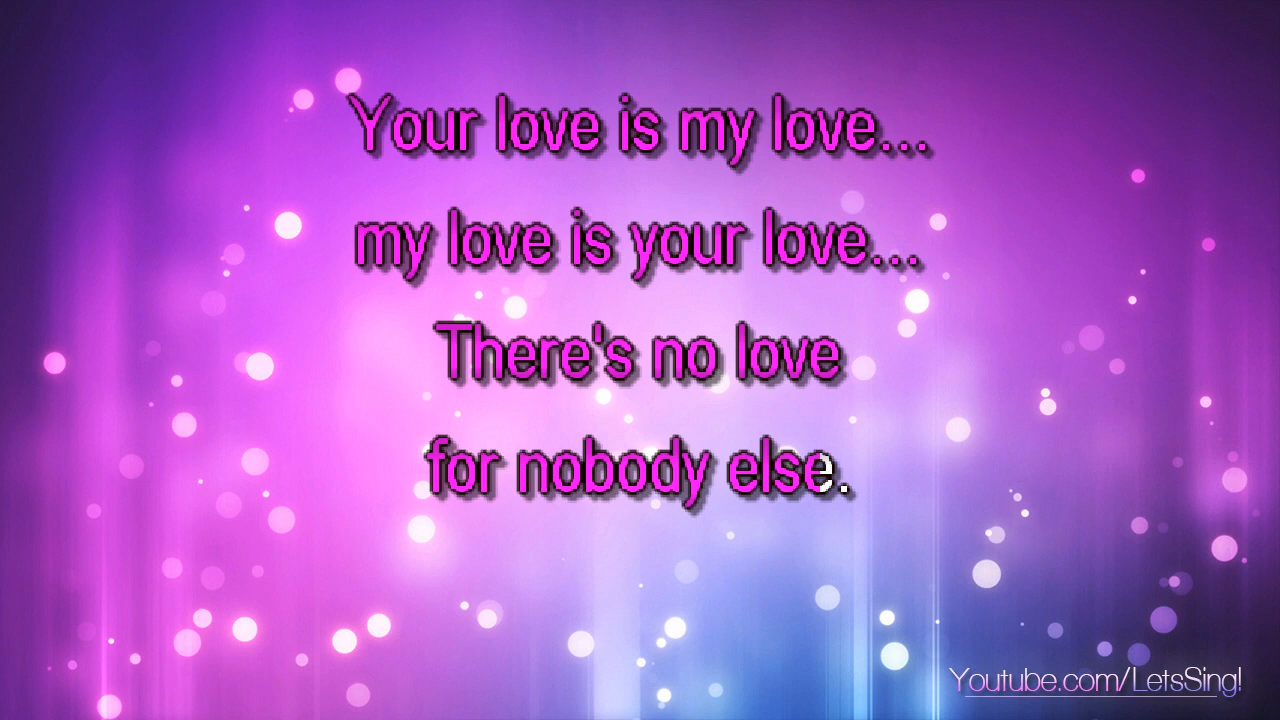 Your love is my love...
my love is your love...
There's no love
for nobody else.
Youtube.com/LetsSing!